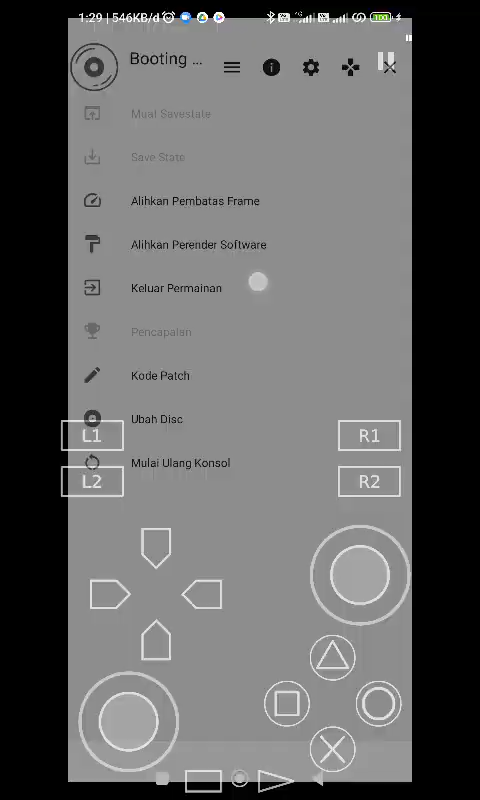 1:29 | 546KB/d
100
Booting ...
Muat Savestate
Save State
Alihkan Pembatas Frame
Alihkan Perender Software
Keluar Permainan
Pencapaian
Kode Patch
Ubah Disc
L1
R1
Mulai Ulang Konsol
L2
R2